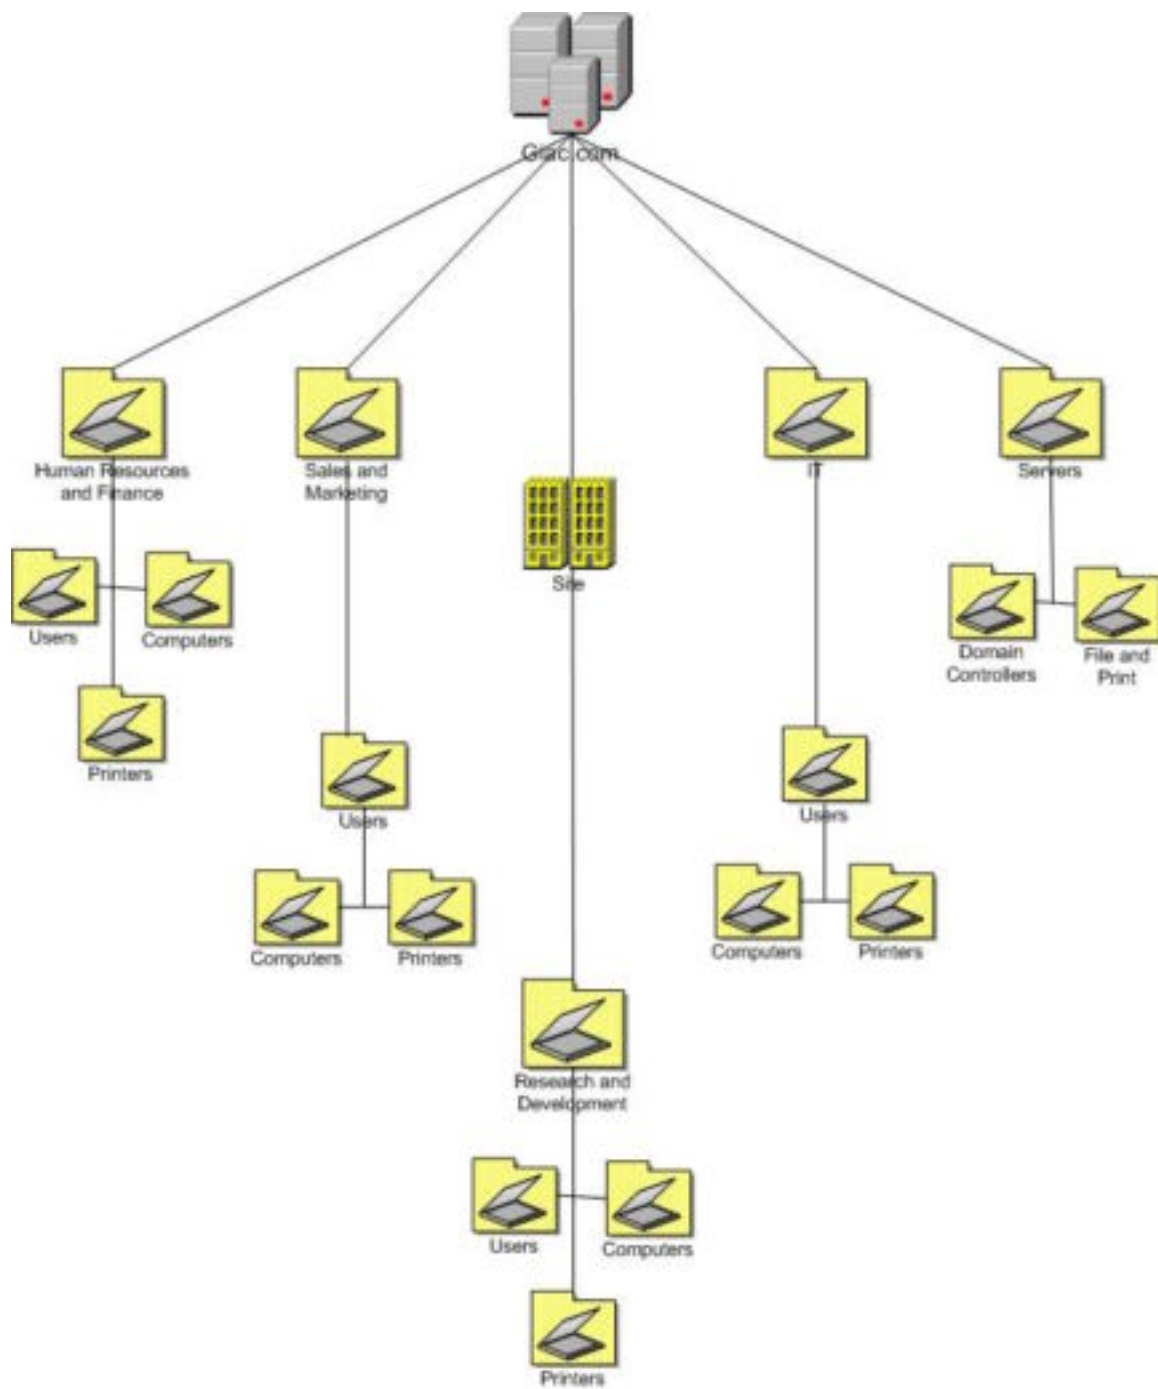 Giac.com
Human Resources
and Finance
Sales and
Marketing
IT
Servers
Site
Users
Computers
Domain
Controllers
File and
Print
Printers
Users
Users
Computers
Printers
Computers
Printers
Research and
Development
Users
Computers
Printers